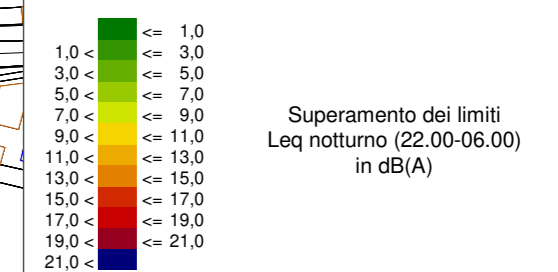 <= 1,0
1,0 < <= 3,0
3,0 < <= 5,0
5,0 < <= 7,0
7,0 < <= 9,0
9,0 < <= 11,0
11,0 < <= 13,0
13,0 < <= 15,0
15,0 < <= 17,0
17,0 < <= 19,0
19,0 < <= 21,0
21,0 <
Superamento dei limiti
Leq notturno (22.00-06.00)
in dB(A)